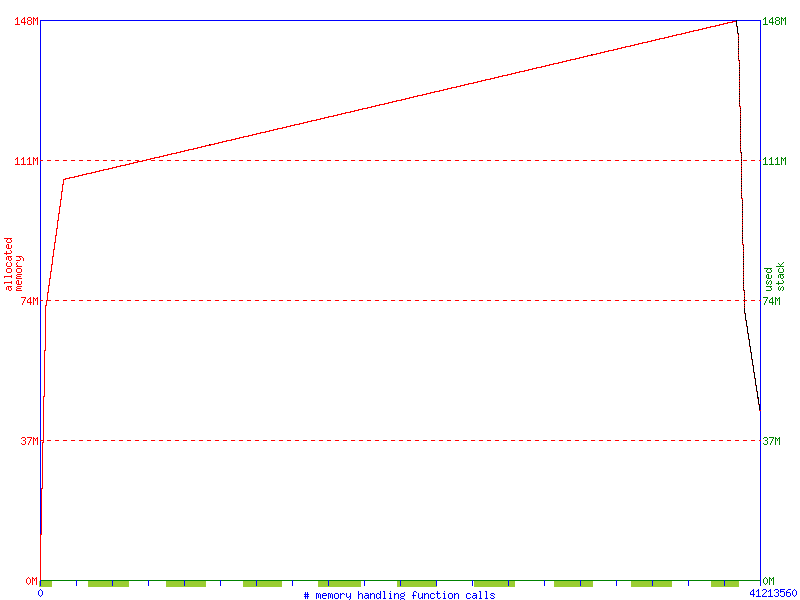 148M
148M
111M
111M
allocated
memory
used
stack
74M
74M
37M
37M
0M
0M
0
# memory handling function calls
41213560